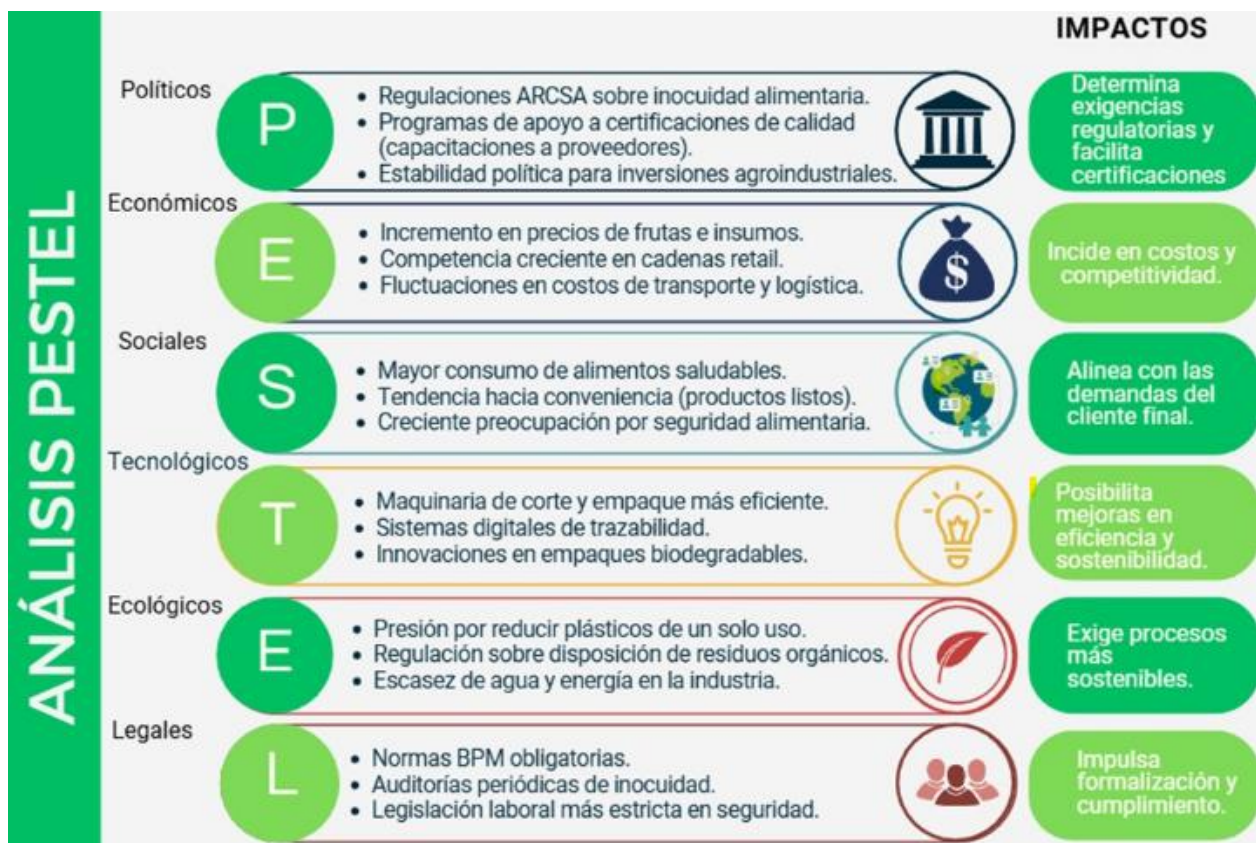 ANÁLISIS PESTEL
IMPACTOS
Políticos
P
• Regulaciones ARCSA sobre inocuidad alimentaria.
• Programas de apoyo a certificaciones de calidad
(capacitaciones a proveedores).
• Estabilidad política para inversiones agroindustriales.
Determina
exigencias
regulatorias y
facilita
certificaciones
Económicos
E
• Incremento en precios de frutas e insumos.
• Competencia creciente en cadenas retail.
• Fluctuaciones en costos de transporte y logística.
$
Incide en costos y
competitividad.
Sociales
S
• Mayor consumo de alimentos saludables.
• Tendencia hacia conveniencia (productos listos).
• Creciente preocupación por seguridad alimentaria.
Alinea con las
demandas del
cliente final.
Tecnológicos
T
• Maquinaria de corte y empaque más eficiente.
• Sistemas digitales de trazabilidad.
• Innovaciones en empaques biodegradables.
Posibilita
mejoras en
eficiencia y
sostenibilidad.
Ecológicos
E
• Presión por reducir plásticos de un solo uso.
• Regulación sobre disposición de residuos orgánicos.
• Escasez de agua y energía en la industria.
Exige procesos
más
sostenibles.
Legales
L
• Normas BPM obligatorias.
• Auditorías periódicas de inocuidad.
• Legislación laboral más estricta en seguridad.
Impulsa
formalización y
cumplimiento.